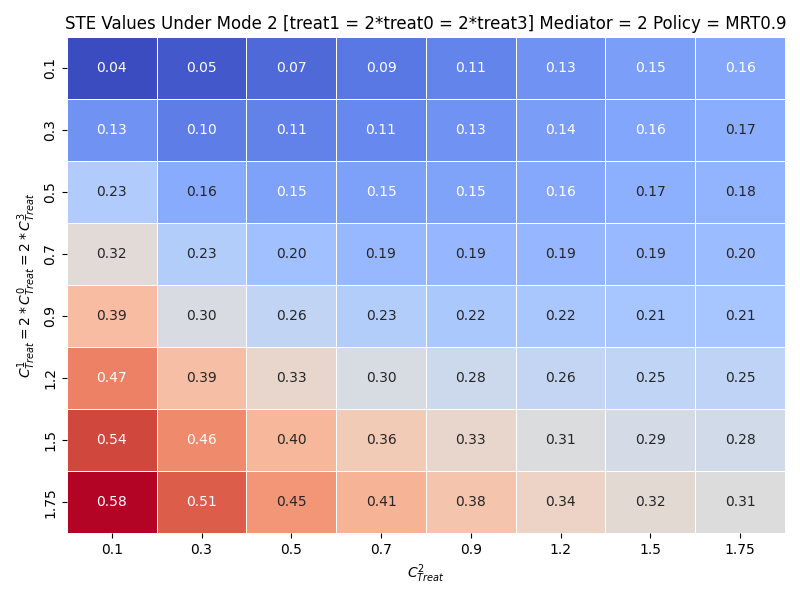 STE Values Under Mode 2 [treat1 = 2*treat0 = 2*treat3] Mediator = 2 Policy = MRT0.9
0.1 0.04 0.05 0.07 0.09 0.11 0.13 0.15 0.16
0.3 0.13 0.10 0.11 0.11 0.13 0.14 0.16 0.17
0.5 0.23 0.16 0.15 0.15 0.15 0.16 0.17 0.18
0.7 0.32 0.23 0.20 0.19 0.19 0.19 0.19 0.20
0.9 0.39 0.30 0.26 0.23 0.22 0.22 0.21 0.21
1.2 0.47 0.39 0.33 0.30 0.28 0.26 0.25 0.25
1.5 0.54 0.46 0.40 0.36 0.33 0.31 0.29 0.28
1.75 0.58 0.51 0.45 0.41 0.38 0.34 0.32 0.31
0.1 0.3 0.5 0.7 0.9 1.2 1.5 1.75
$C^{1}_{Treat} = 2 * C^{0}_{Treat} = 2 * C^{3}_{Treat}$
$C^{2}_{Treat}$